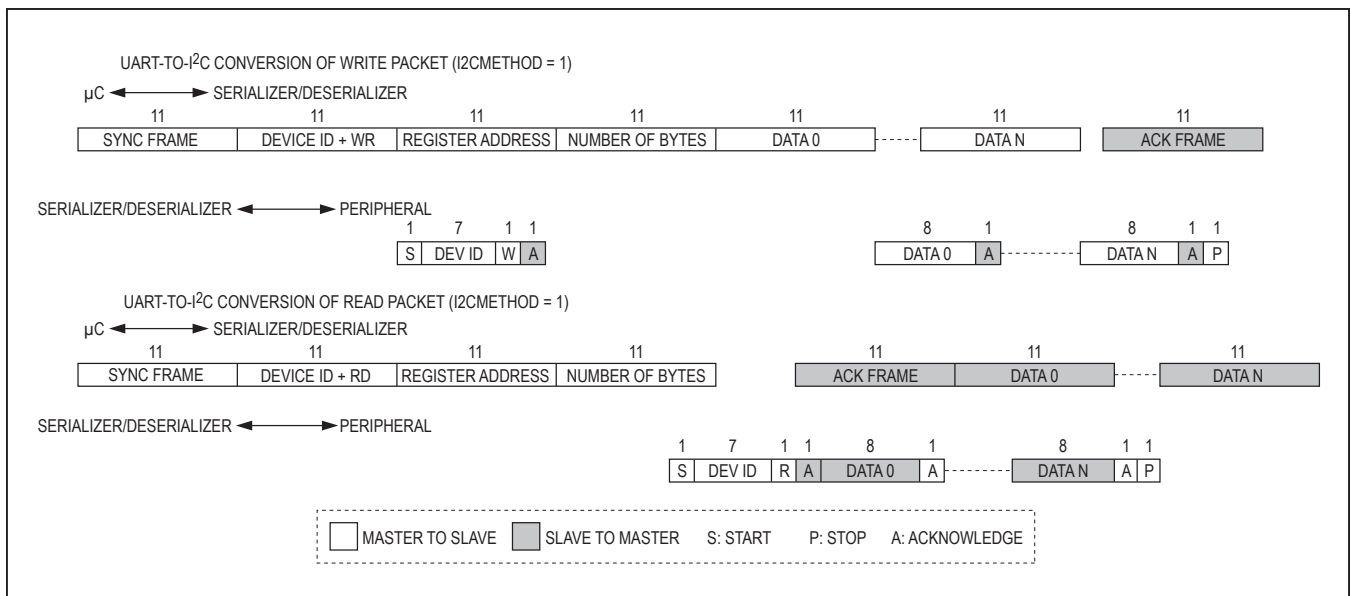 UART-TO-I2C CONVERSION OF WRITE PACKET (I2CMETHOD = 1)
µC SERIALIZER/DESERIALIZER
11 11 11 11 11 11 11
SYNC FRAME DEVICE ID + WR REGISTER ADDRESS NUMBER OF BYTES DATA 0 DATA N ACK FRAME
SERIALIZER/DESERIALIZER PERIPHERAL
1 7 1 1 8 1 8 1 1
S DEV ID W A DATA 0 A DATA N A P
UART-TO-I2C CONVERSION OF READ PACKET (I2CMETHOD = 1)
µC SERIALIZER/DESERIALIZER
11 11 11 11 11 11 11
SYNC FRAME DEVICE ID + RD REGISTER ADDRESS NUMBER OF BYTES ACK FRAME DATA 0 DATA N
SERIALIZER/DESERIALIZER PERIPHERAL
1 7 1 1 8 1 8 1 1
S DEV ID R A DATA 0 A DATA N A P
MASTER TO SLAVE SLAVE TO MASTER S: START P: STOP A: ACKNOWLEDGE